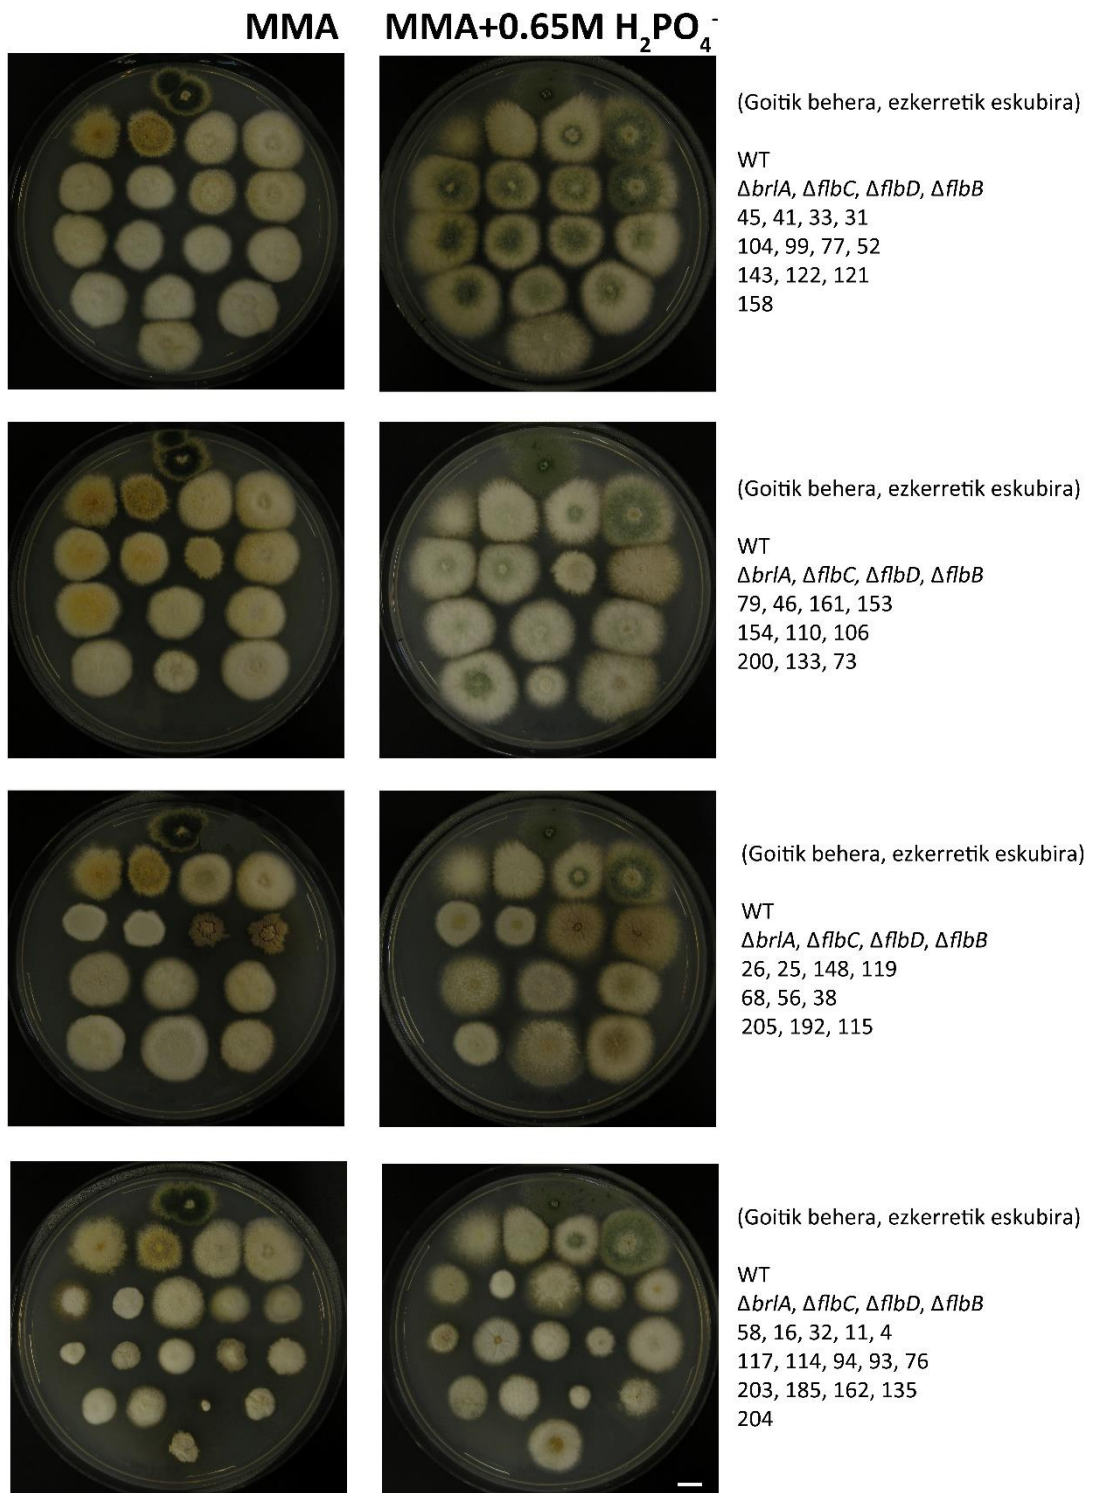 MMA
MMA+0.65M H₂PO₄⁻
(Goitik behera, ezkerretik eskubira)
WT
ΔbrlA, ΔflbC, ΔflbD, ΔflbB
45, 41, 33, 31
104, 99, 77, 52
143, 122, 121
158
(Goitik behera, ezkerretik eskubira)
WT
ΔbrlA, ΔflbC, ΔflbD, ΔflbB
79, 46, 161, 153
154, 110, 106
200, 133, 73
(Goitik behera, ezkerretik eskubira)
WT
ΔbrlA, ΔflbC, ΔflbD, ΔflbB
26, 25, 148, 119
68, 56, 38
205, 192, 115
(Goitik behera, ezkerretik eskubira)
WT
ΔbrlA, ΔflbC, ΔflbD, ΔflbB
58, 16, 32, 11, 4
117, 114, 94, 93, 76
203, 185, 162, 135
204